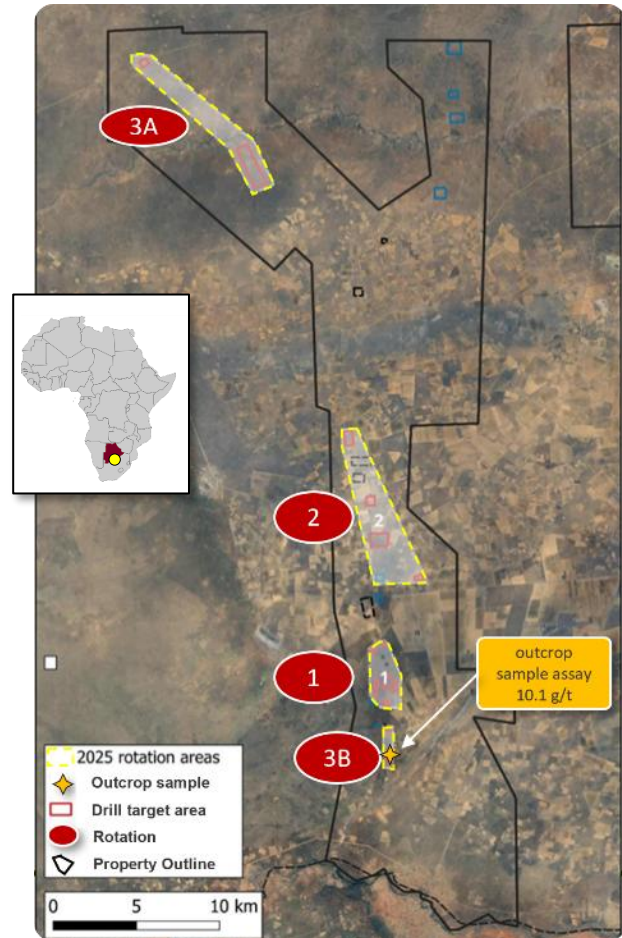 3A
2
2
1
1
outcrop
sample assay
10.1 g/t
3B
2025 rotation areas
Outcrop sample
Drill target area
Rotation
Property Outline
0 5 10 km